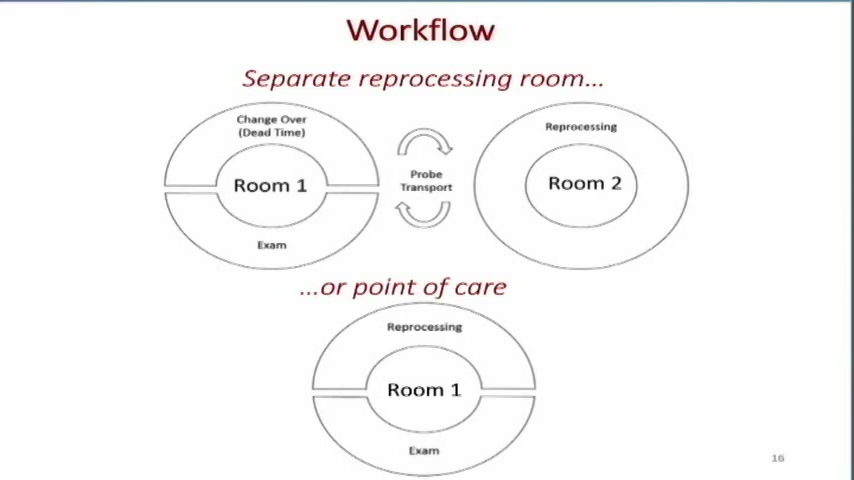 Workflow
Separate reprocessing room...
Change Over
(Dead Time)
Room 1
Exam
Probe
Transport
Reprocessing
Room 2
...or point of care
Reprocessing
Room 1
Exam
16